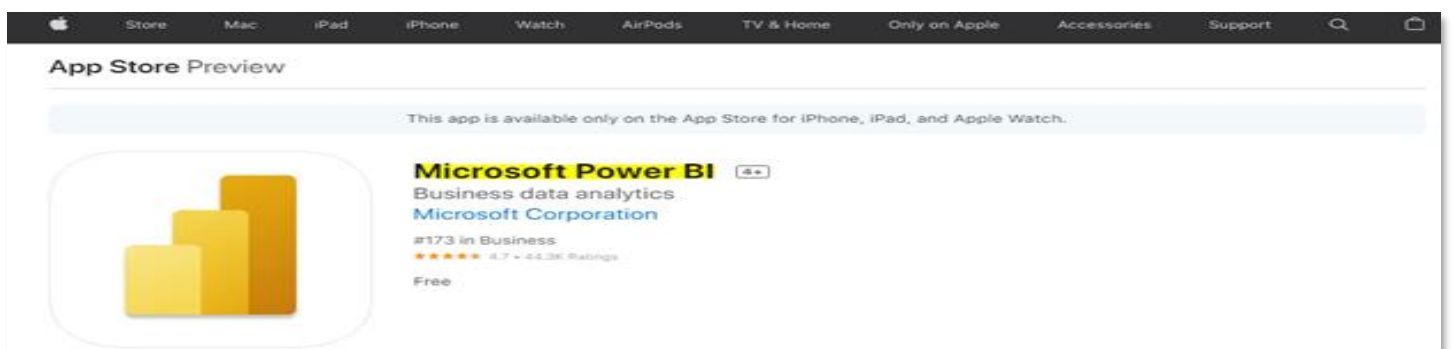 Store Mac iPad iPhone Watch AirPods TV & Home Only on Apple Accessories Support
App Store Preview
This app is available only on the App Store for iPhone, iPad, and Apple Watch.
Microsoft Power BI 4+
Business data analytics
Microsoft Corporation
#173 in Business
★★★★★ 4.7 • 44.3K Ratings
Free